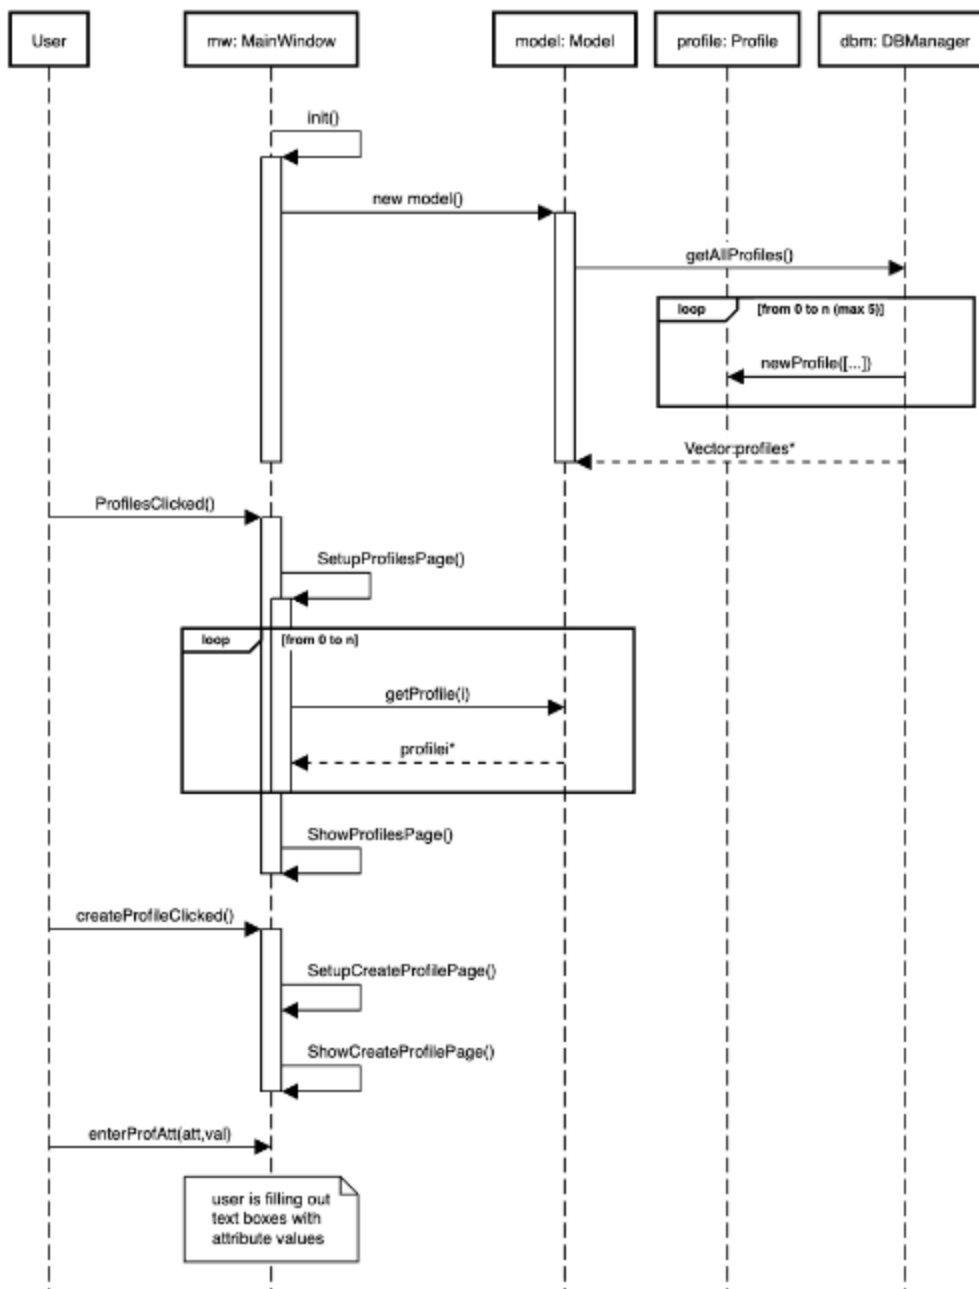 User
mw: MainWindow
model: Model
profile: Profile
dbm: DBManager
init()
new model()
getAllProfiles()
loop
[from 0 to n (max 5)]
newProfile([...])
Vector:profiles*
ProfilesClicked()
SetupProfilesPage()
loop
[from 0 to n]
getProfile(i)
profilei*
ShowProfilesPage()
createProfileClicked()
SetupCreateProfilePage()
ShowCreateProfilePage()
enterProfAtt(att,val)
user is filling out
text boxes with
attribute values